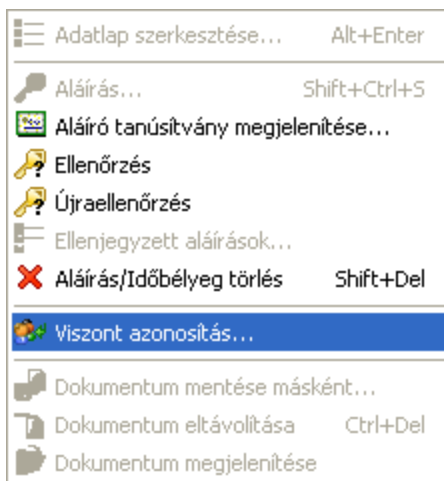 Adatlap szerkesztése... Alt+Enter
Aláírás... Shift+Ctrl+S
Aláíró tanúsítvány megjelenítése...
Ellenőrzés
Újraellenőrzés
Ellenjegyzett aláírások...
Aláírás/Időbélyeg törlés Shift+Del
Viszont azonosítás...
Dokumentum mentése másként...
Dokumentum eltávolítása Ctrl+Del
Dokumentum megjelenítése